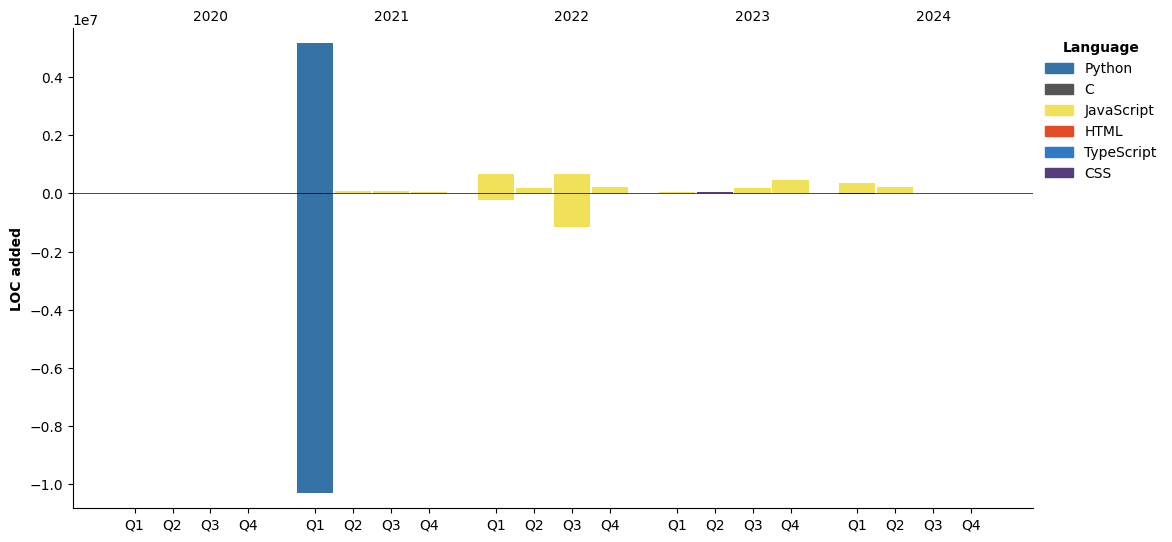 1e7
2020 2021 2022 2023 2024
Language
Python
C
JavaScript
HTML
TypeScript
CSS
0.4
0.2
0.0
−0.2
−0.4
−0.6
−0.8
−1.0
LOC added
Q1 Q2 Q3 Q4 Q1 Q2 Q3 Q4 Q1 Q2 Q3 Q4 Q1 Q2 Q3 Q4 Q1 Q2 Q3 Q4